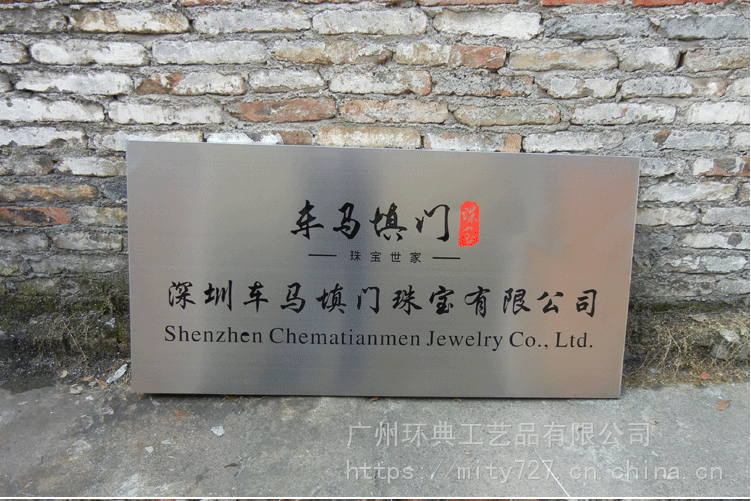 车马填门 珠宝
珠宝世家
深圳车马填门珠宝有限公司
Shenzhen Chematianmen Jewelry Co., Ltd.
广州环典工艺品有限公司
https://mity727.cn.china.cn